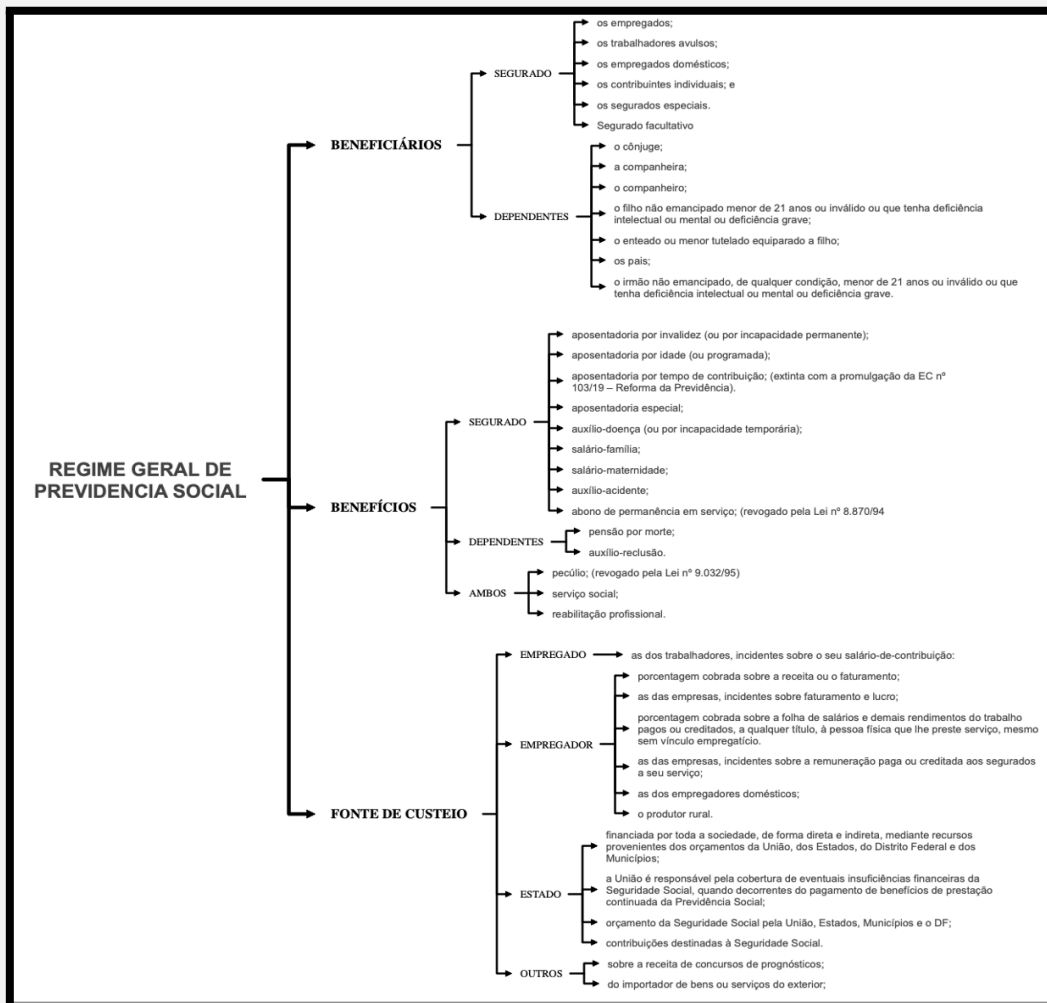 REGIME GERAL DE
PREVIDENCIA SOCIAL
BENEFICIÁRIOS
SEGURADO
os empregados;
os trabalhadores avulsos;
os empregados domésticos;
os contribuintes individuais; e
os segurados especiais.
Segurado facultativo
DEPENDENTES
o cônjuge;
a companheira;
o companheiro;
o filho não emancipado menor de 21 anos ou inválido ou que tenha deficiência
intelectual ou mental ou deficiência grave;
o enteado ou menor tutelado equiparado a filho;
os pais;
o irmão não emancipado, de qualquer condição, menor de 21 anos ou inválido ou que
tenha deficiência intelectual ou mental ou deficiência grave.
BENEFÍCIOS
SEGURADO
aposentadoria por invalidez (ou por incapacidade permanente);
aposentadoria por idade (ou programada);
aposentadoria por tempo de contribuição; (extinta com a promulgação da EC nº
103/19 – Reforma da Previdência).
aposentadoria especial;
auxílio-doença (ou por incapacidade temporária);
salário-família;
salário-maternidade;
auxílio-acidente;
abono de permanência em serviço; (revogado pela Lei nº 8.870/94
DEPENDENTES
pensão por morte;
auxílio-reclusão.
AMBOS
pecúlio; (revogado pela Lei nº 9.032/95)
serviço social;
reabilitação profissional.
FONTE DE CUSTEIO
EMPREGADO
as dos trabalhadores, incidentes sobre o seu salário-de-contribuição:
EMPREGADOR
porcentagem cobrada sobre a receita ou o faturamento;
as das empresas, incidentes sobre faturamento e lucro;
porcentagem cobrada sobre a folha de salários e demais rendimentos do trabalho
pagos ou creditados, a qualquer título, à pessoa física que lhe preste serviço, mesmo
sem vínculo empregatício.
as das empresas, incidentes sobre a remuneração paga ou creditada aos segurados
a seu serviço;
as dos empregadores domésticos;
o produtor rural.
ESTADO
financiada por toda a sociedade, de forma direta e indireta, mediante recursos
provenientes dos orçamentos da União, dos Estados, do Distrito Federal e dos
Municípios;
a União é responsável pela cobertura de eventuais insuficiências financeiras da
Seguridade Social, quando decorrentes do pagamento de benefícios de prestação
continuada da Previdência Social;
orçamento da Seguridade Social pela União, Estados, Municípios e o DF;
contribuições destinadas à Seguridade Social.
OUTROS
sobre a receita de concursos de prognósticos;
do importador de bens ou serviços do exterior;